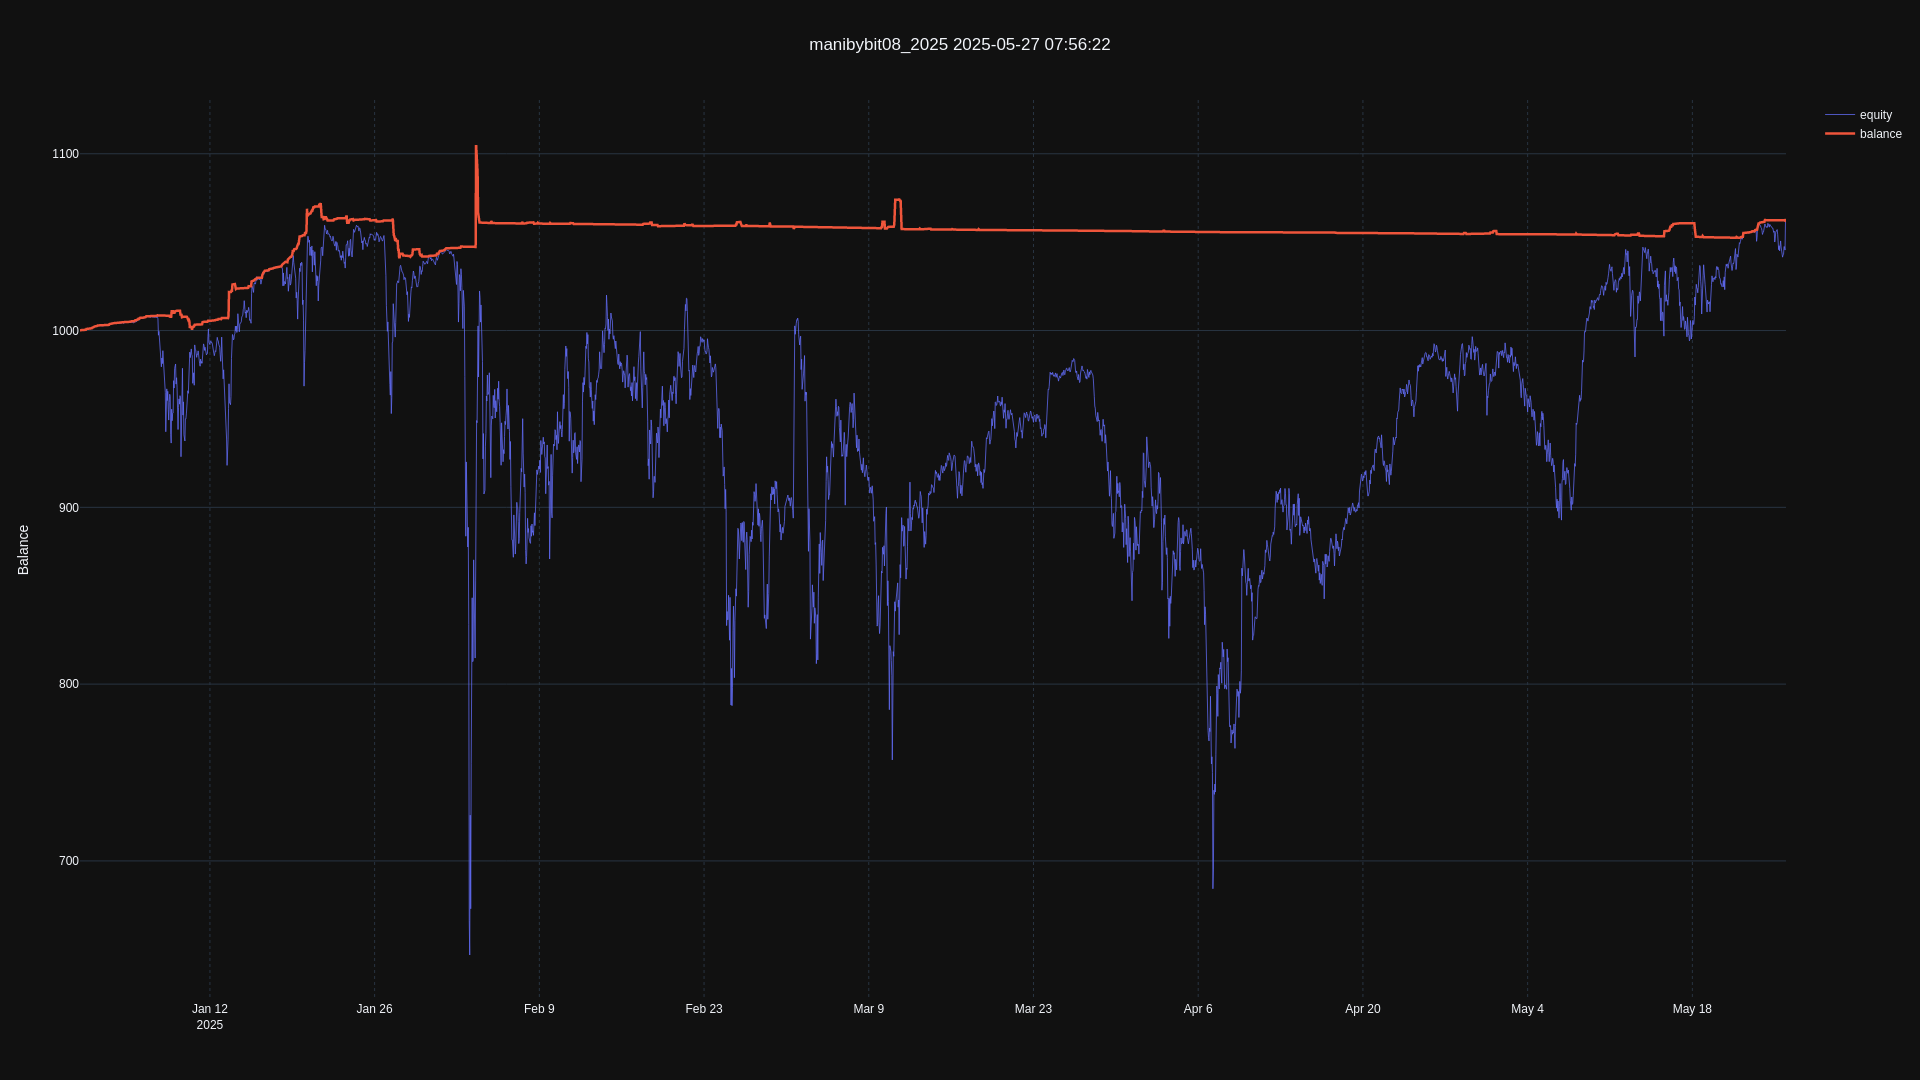 manibybit08_2025 2025-05-27 07:56:22
equity
balance
1100
1000
900
800
700
Balance
Jan 12
2025
Jan 26
Feb 9
Feb 23
Mar 9
Mar 23
Apr 6
Apr 20
May 4
May 18